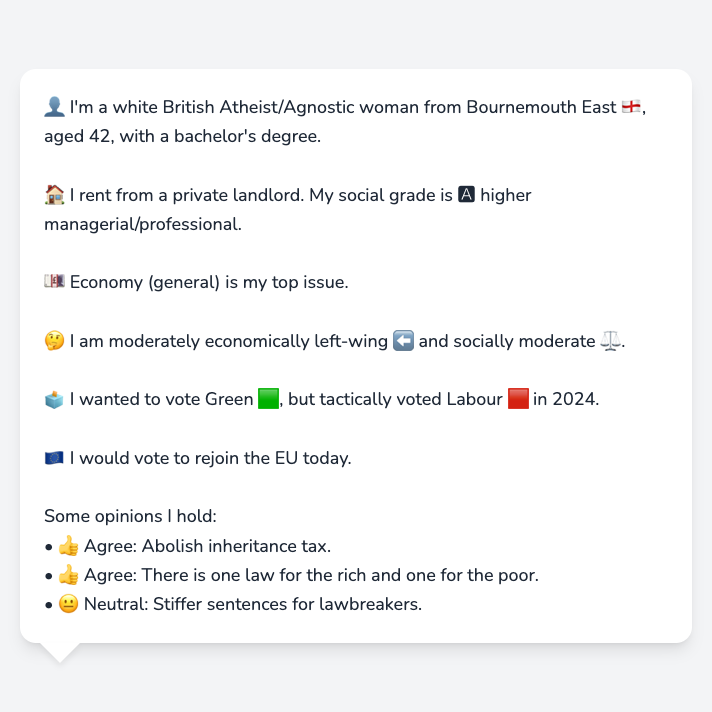 👤 I'm a white British Atheist/Agnostic woman from Bournemouth East 🏴󠁧󠁢󠁥󠁮󠁧󠁿,
aged 42, with a bachelor's degree.
🏠 I rent from a private landlord. My social grade is 🅰 higher
managerial/professional.
💷 Economy (general) is my top issue.
🤔 I am moderately economically left-wing ⬅️ and socially moderate ⚖️.
🗳️ I wanted to vote Green 🟩, but tactically voted Labour 🟥 in 2024.
🇪🇺 I would vote to rejoin the EU today.
Some opinions I hold:
• 👍 Agree: Abolish inheritance tax.
• 👍 Agree: There is one law for the rich and one for the poor.
• 😐 Neutral: Stiffer sentences for lawbreakers.